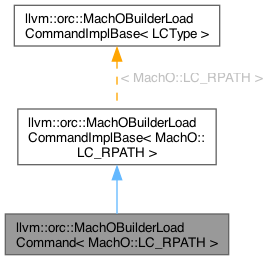 llvm::orc::MachOBuilderLoad
CommandImplBase< LCType >
< MachO::LC_RPATH >
llvm::orc::MachOBuilderLoad
CommandImplBase< MachO::
LC_RPATH >
llvm::orc::MachOBuilderLoad
Command< MachO::LC_RPATH >